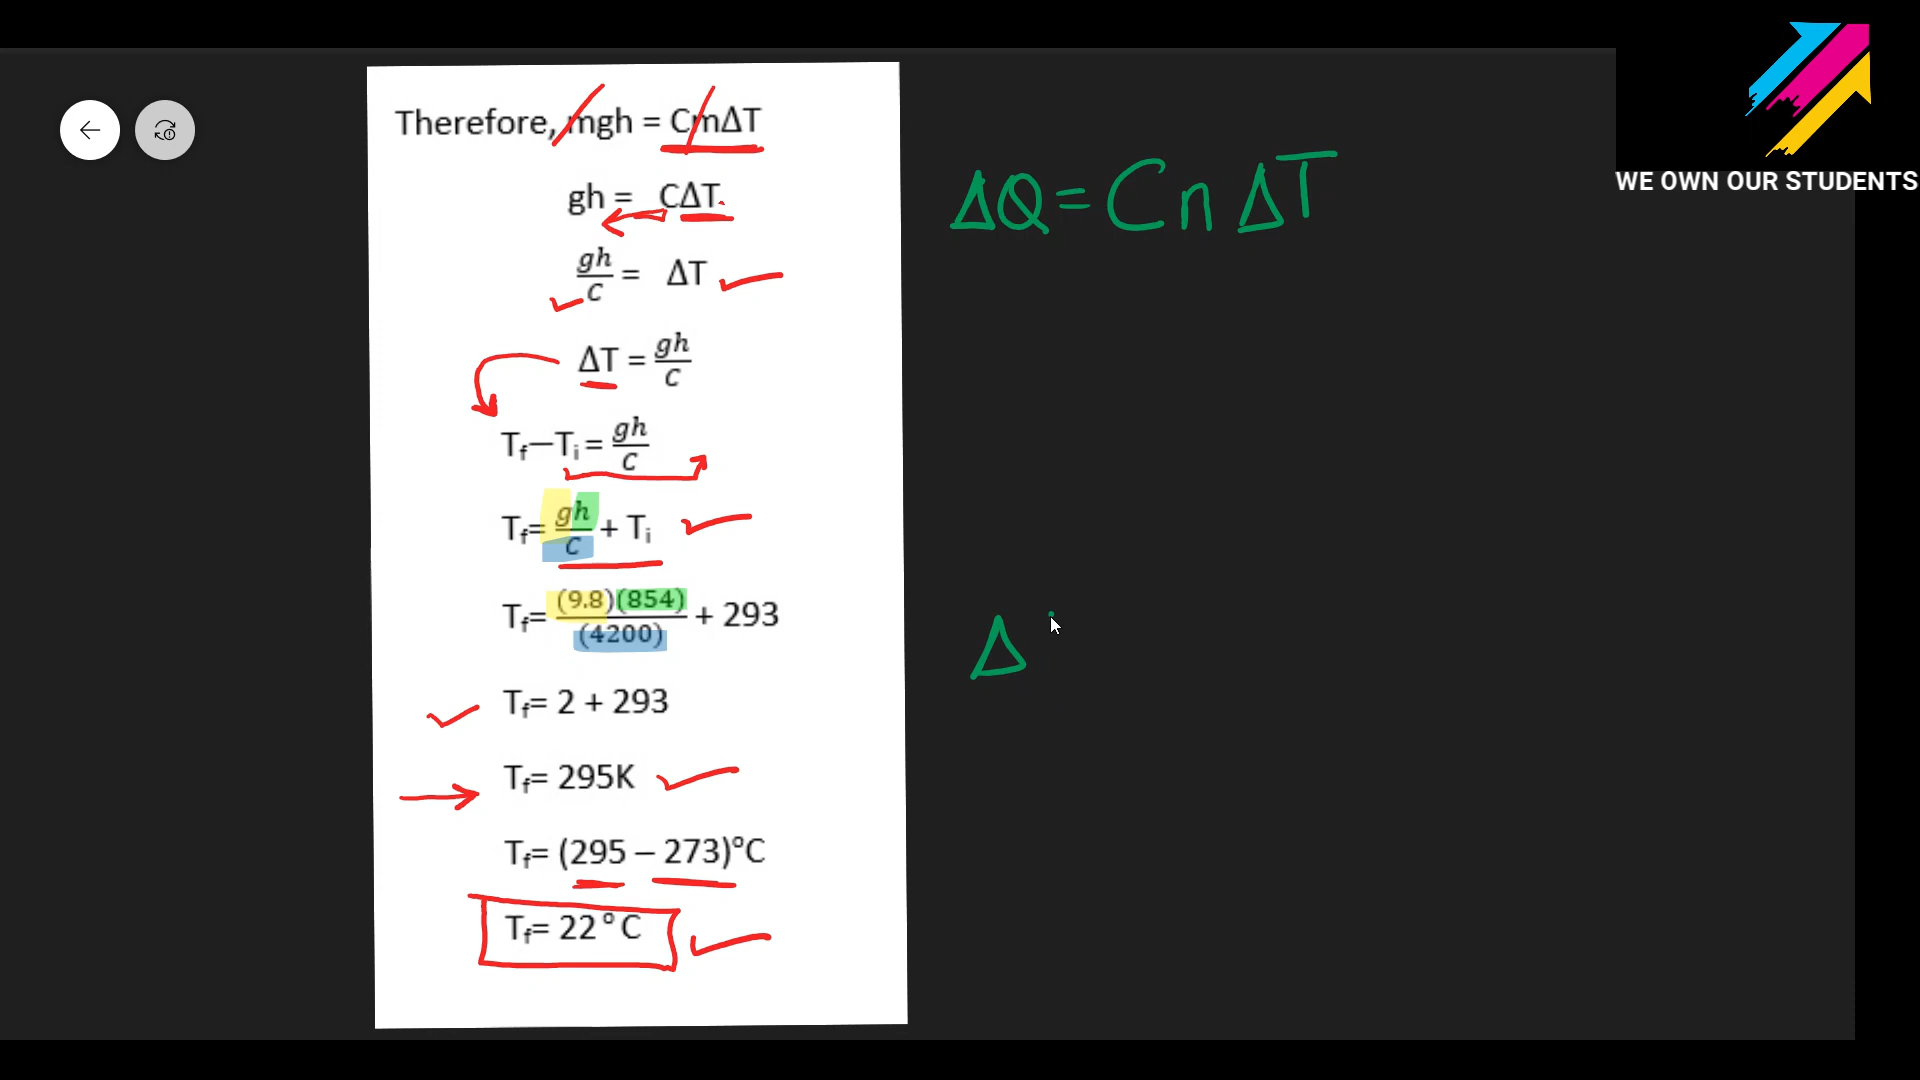 Therefore, mgh = CmΔT
gh = CΔT.
gh/C = ΔT
ΔT = gh/C
Tf—Ti = gh/C
Tf= gh/C + Ti
Tf= (9.8)(854)/(4200) + 293
Tf= 2 + 293
Tf= 295K
Tf= (295 – 273)°C
Tf= 22°C
ΔQ = Cn ΔT
Δ
WE OWN OUR STUDENTS